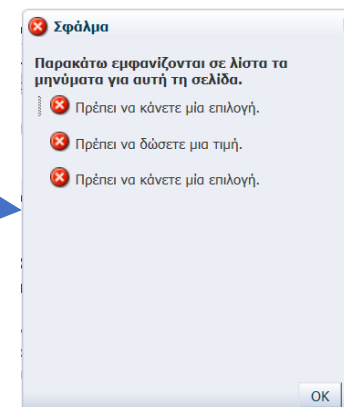 Σφάλμα
Παρακάτω εμφανίζονται σε λίστα τα
μηνύματα για αυτή τη σελίδα.
Πρέπει να κάνετε μία επιλογή.
Πρέπει να δώσετε μια τιμή.
Πρέπει να κάνετε μία επιλογή.
OK